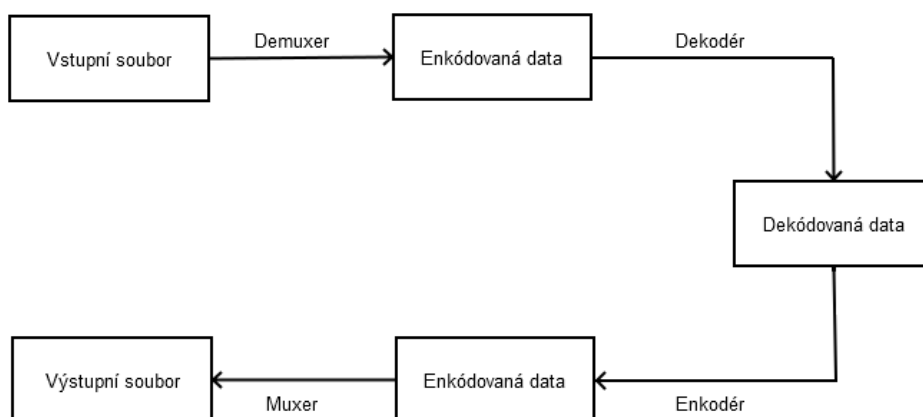 Vstupní soubor
Demuxer
Enkódovaná data
Dekodér
Dekódovaná data
Enkodér
Enkódovaná data
Muxer
Výstupní soubor